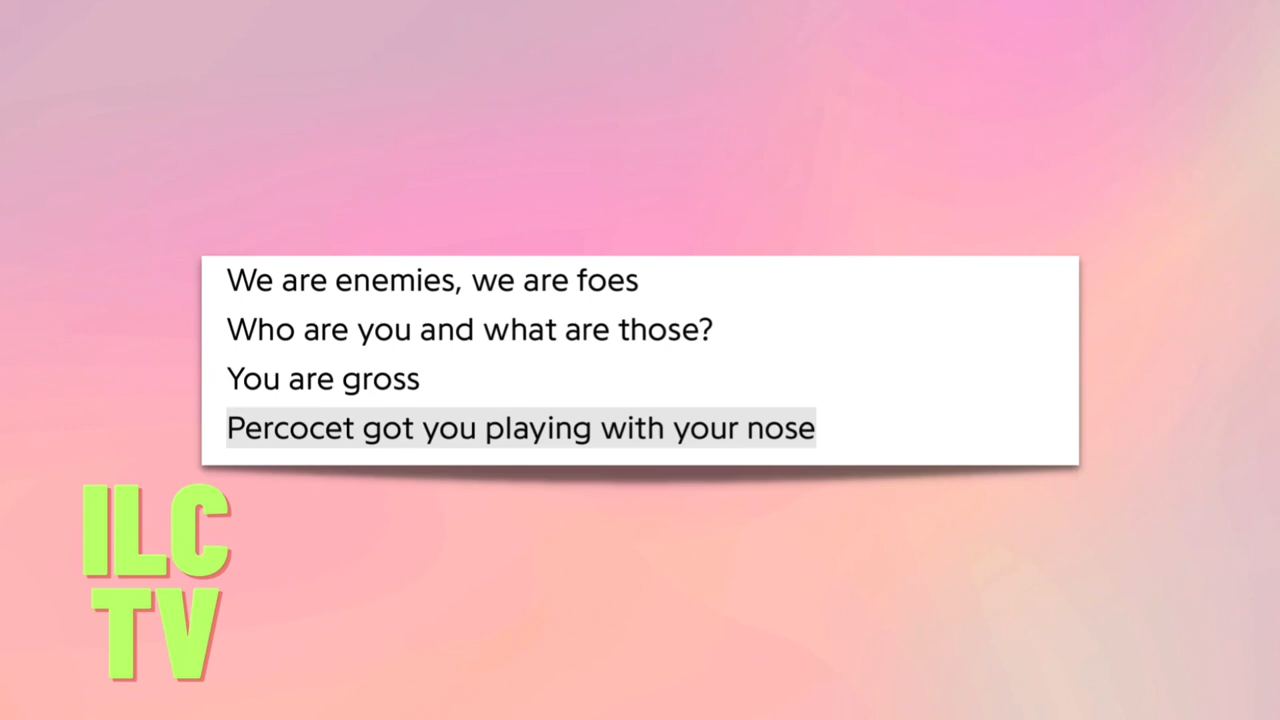 We are enemies, we are foes
Who are you and what are those?
You are gross
Percocet got you playing with your nose
ILC
TV